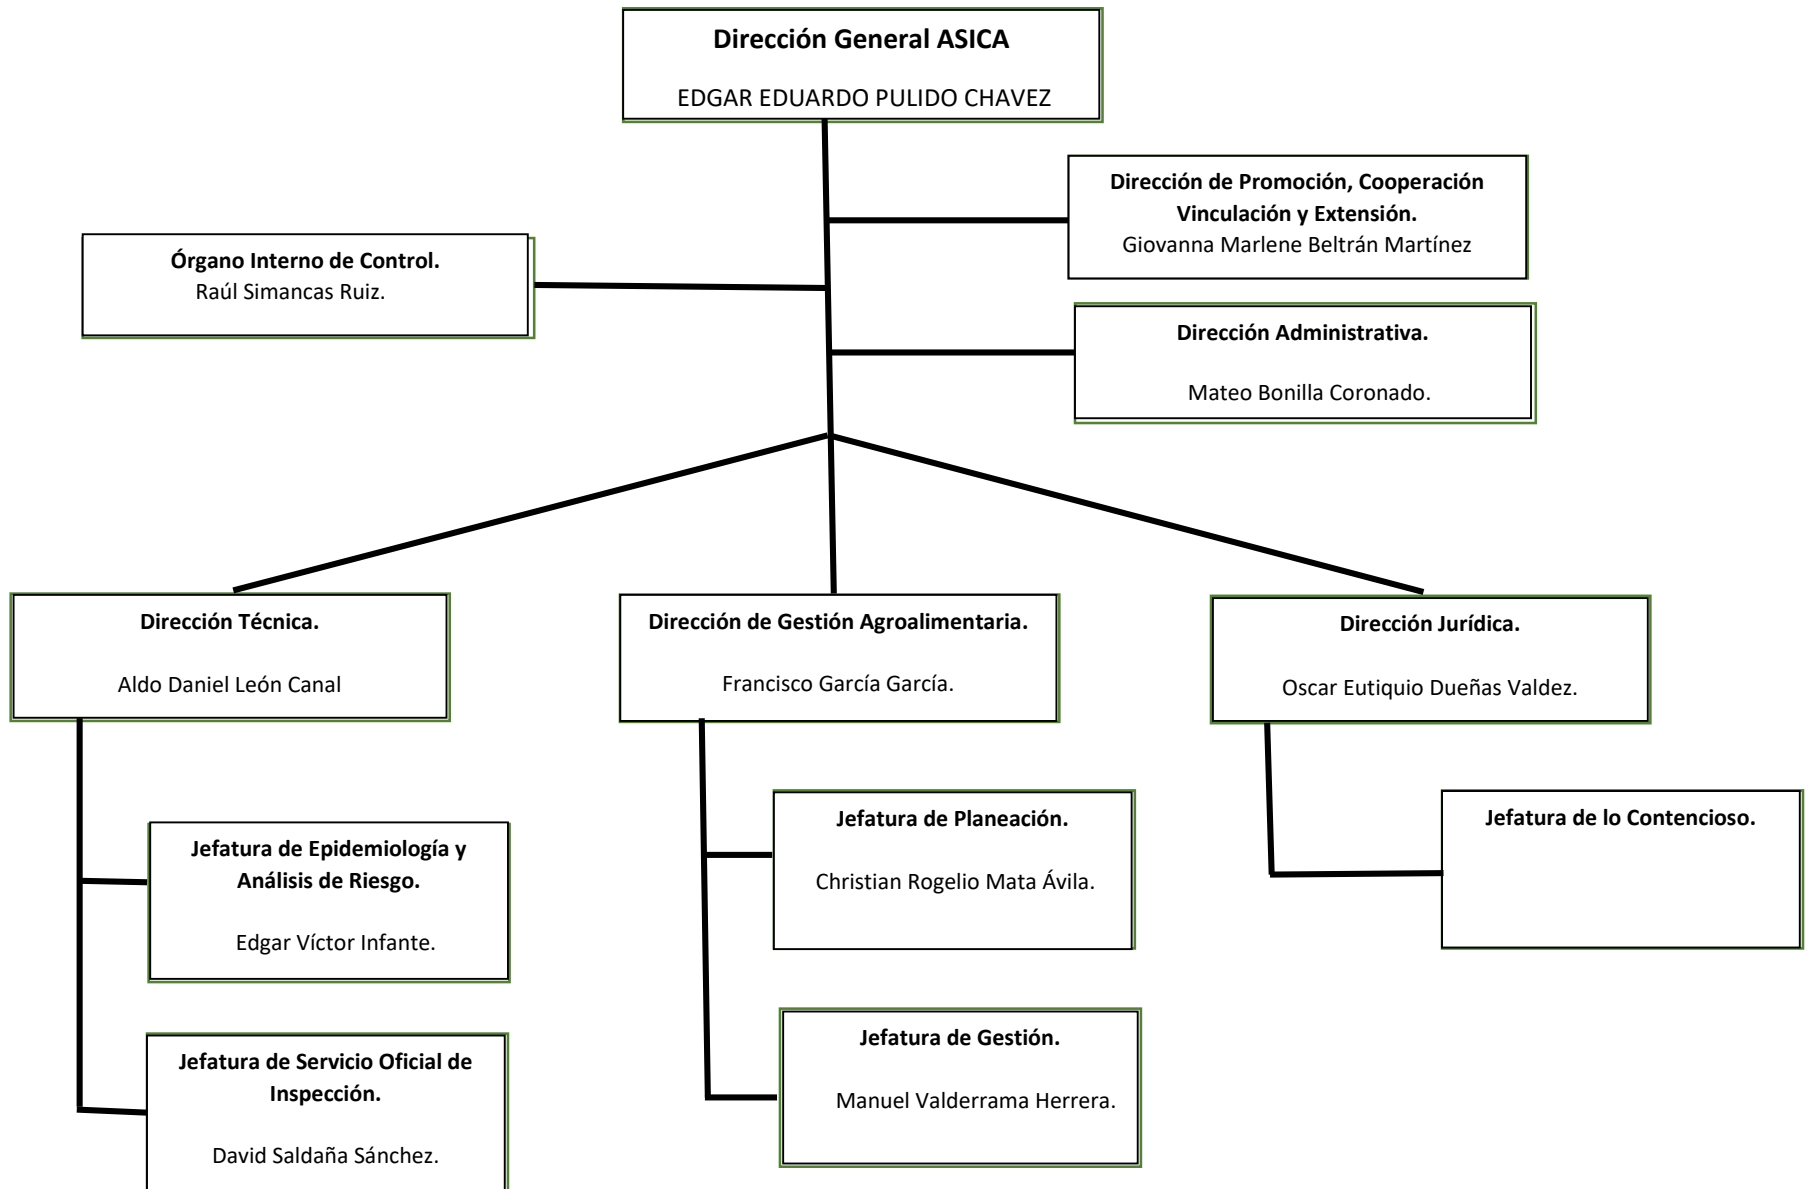 Dirección General ASICA
EDGAR EDUARDO PULIDO CHAVEZ
Dirección de Promoción, Cooperación
Vinculación y Extensión.
Giovanna Marlene Beltrán Martínez
Órgano Interno de Control.
Raúl Simancas Ruiz.
Dirección Administrativa.
Mateo Bonilla Coronado.
Dirección Técnica.
Aldo Daniel León Canal
Dirección de Gestión Agroalimentaria.
Francisco García García.
Dirección Jurídica.
Oscar Eutiquio Dueñas Valdez.
Jefatura de Epidemiología y
Análisis de Riesgo.
Edgar Víctor Infante.
Jefatura de Servicio Oficial de
Inspección.
David Saldaña Sánchez.
Jefatura de Planeación.
Christian Rogelio Mata Ávila.
Jefatura de Gestión.
Manuel Valderrama Herrera.
Jefatura de lo Contencioso.